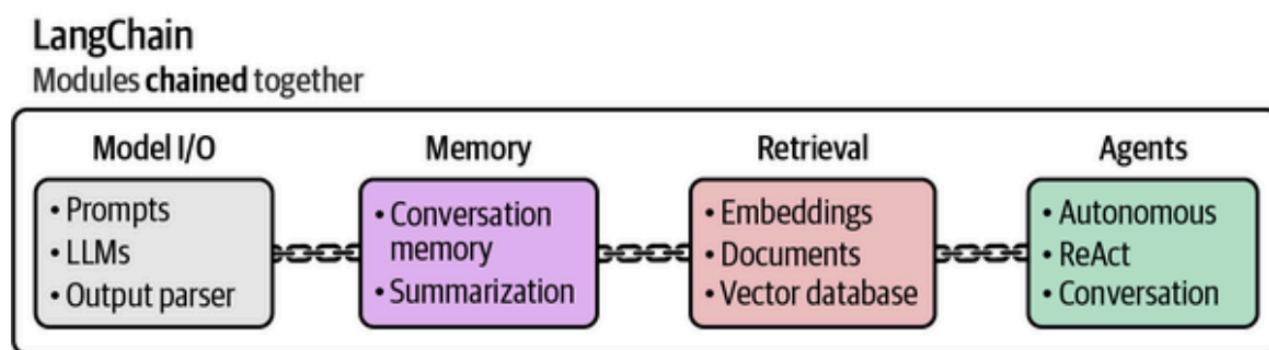 LangChain
Modules chained together
Model I/O
• Prompts
• LLMs
• Output parser
Memory
• Conversation
memory
• Summarization
Retrieval
• Embeddings
• Documents
• Vector database
Agents
• Autonomous
• ReAct
• Conversation